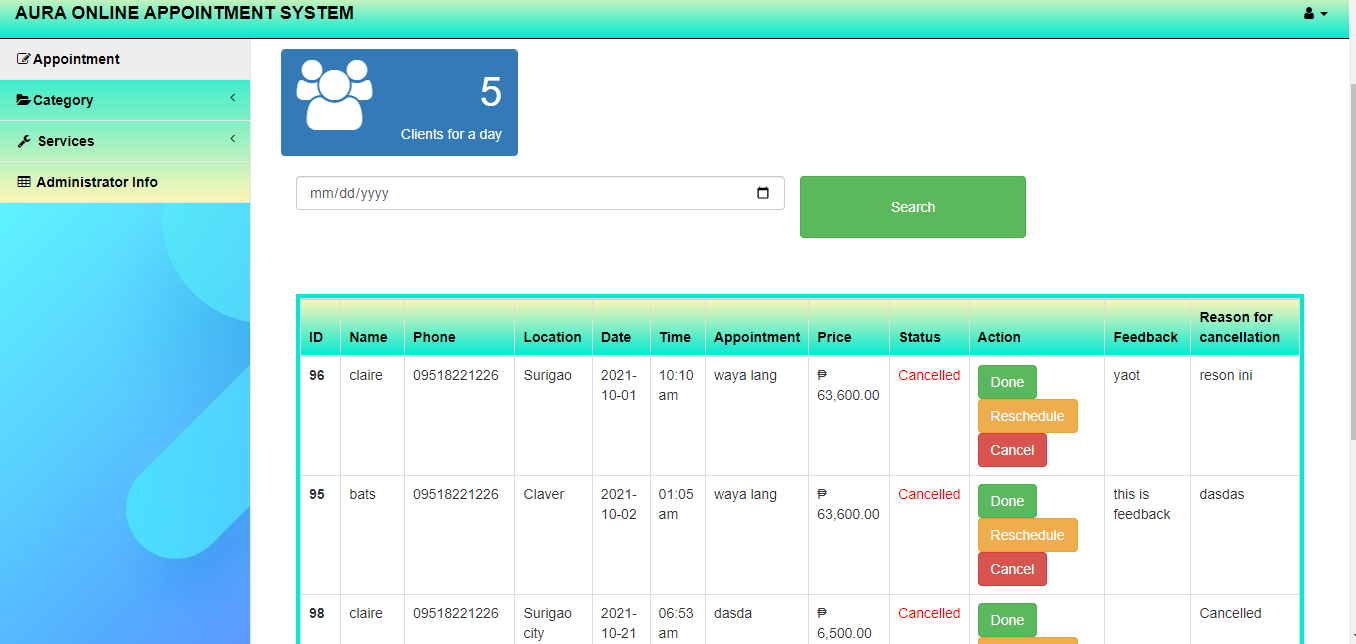 AURA ONLINE APPOINTMENT SYSTEM
Appointment
Category
Services
Administrator Info
5
Clients for a day
mm/dd/yyyy
Search
ID Name Phone Location Date Time Appointment Price Status Action Feedback Reason for
cancellation
96 claire 09518221226 Surigao 2021- 10:10 waya lang ₱ Cancelled Done yaot reson ini
10-01 am 63,600.00
Reschedule
Cancel
95 bats 09518221226 Claver 2021- 01:05 waya lang ₱ Cancelled Done this is dasdas
10-02 am 63,600.00 feedback
Reschedule
Cancel
98 claire 09518221226 Surigao 2021- 06:53 dasda ₱ Cancelled Done Cancelled
city 10-21 am 6,500.00